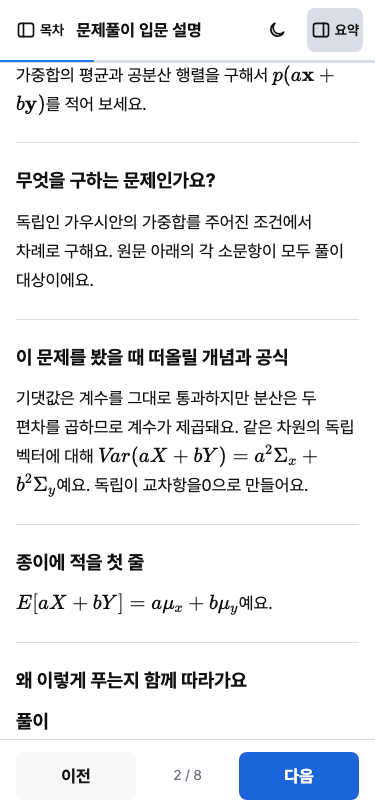 목차 문제풀이 입문 설명 요약
가중합의 평균과 공분산 행렬을 구해서 p(ax +
by)를 적어 보세요.
무엇을 구하는 문제인가요?
독립인 가우시안의 가중합를 주어진 조건에서
차례로 구해요. 원문 아래의 각 소문항이 모두 풀이
대상이에요.
이 문제를 봤을 때 떠올릴 개념과 공식
기댓값은 계수를 그대로 통과하지만 분산은 두
편차를 곱하므로 계수가 제곱돼요. 같은 차원의 독립
벡터에 대해 Var(aX + bY) = a²Σₓ +
b²Σ_y예요. 독립이 교차항을0으로 만들어요.
종이에 적을 첫 줄
E[aX + bY] = aμₓ + bμ_y예요.
왜 이렇게 푸는지 함께 따라가요
풀이
이전 2 / 8 다음